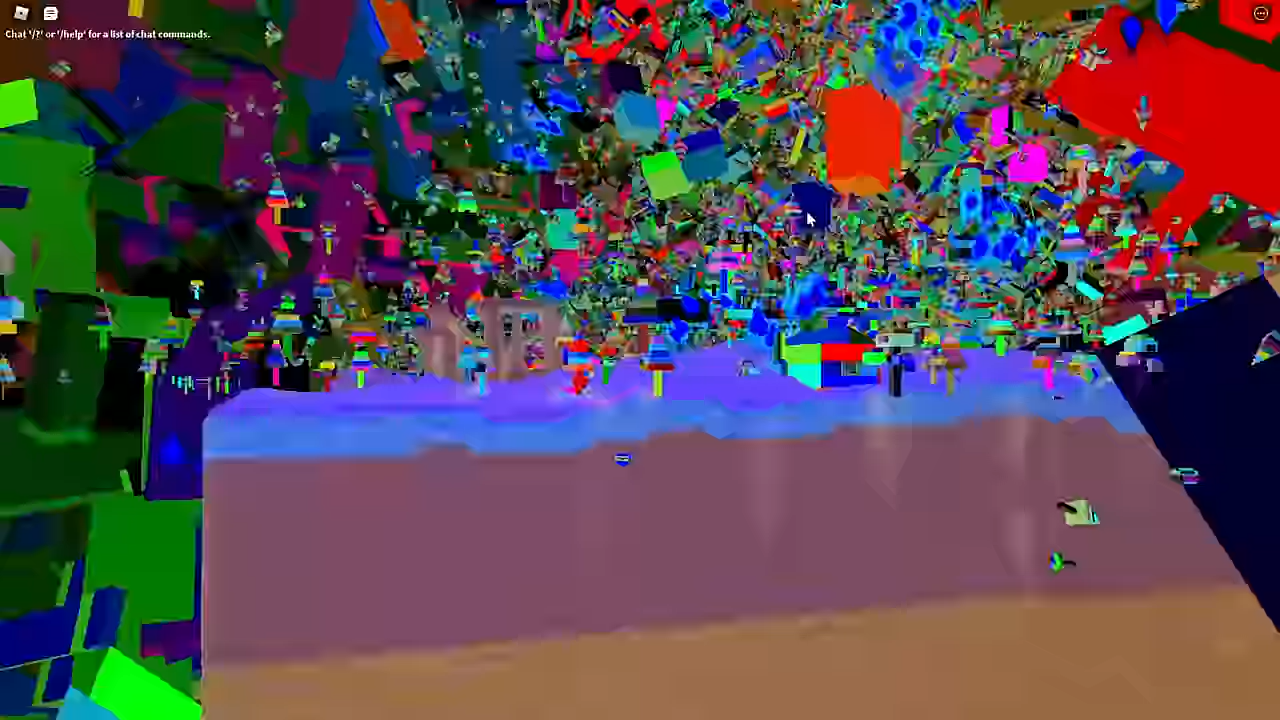 Chat '/?' or '/help' for a list of chat commands.